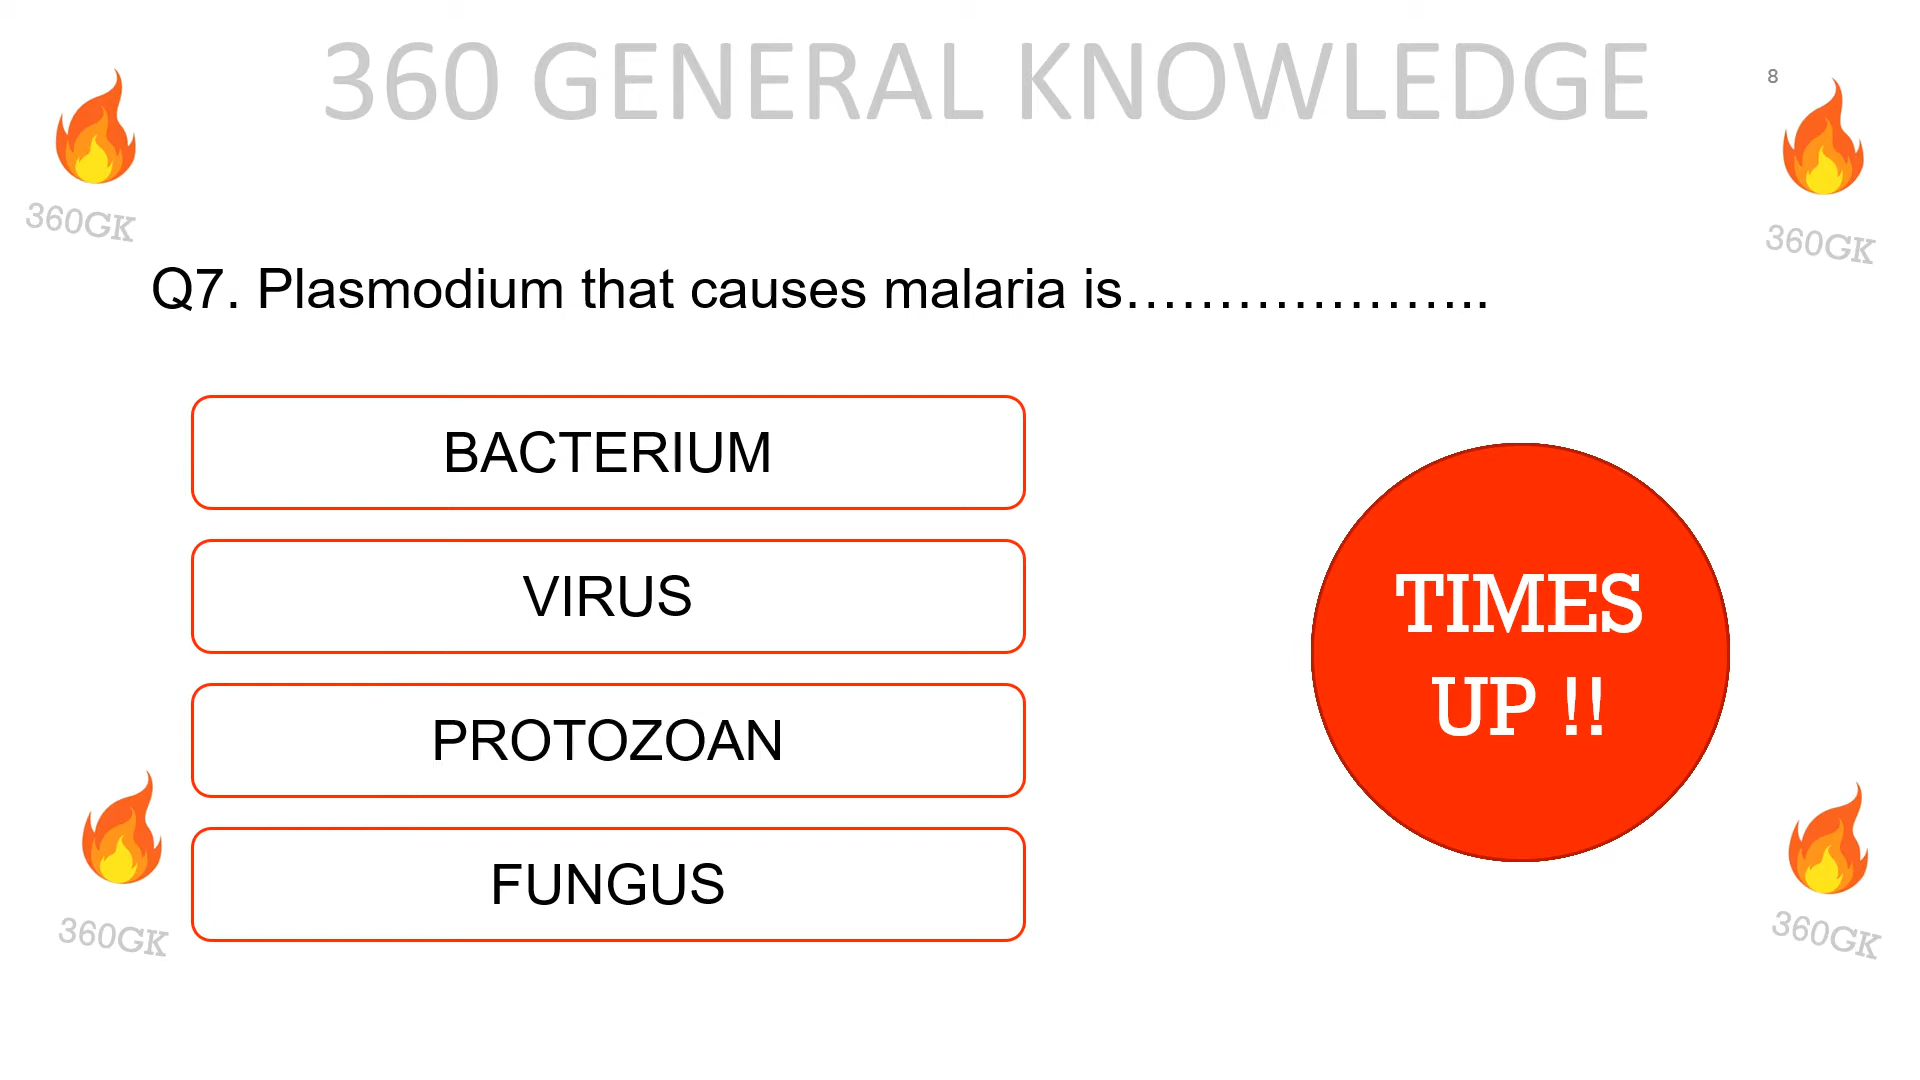 360 GENERAL KNOWLEDGE
8
360GK
360GK
Q7. Plasmodium that causes malaria is………………..
BACTERIUM
VIRUS
PROTOZOAN
FUNGUS
TIMES
UP !!
360GK
360GK